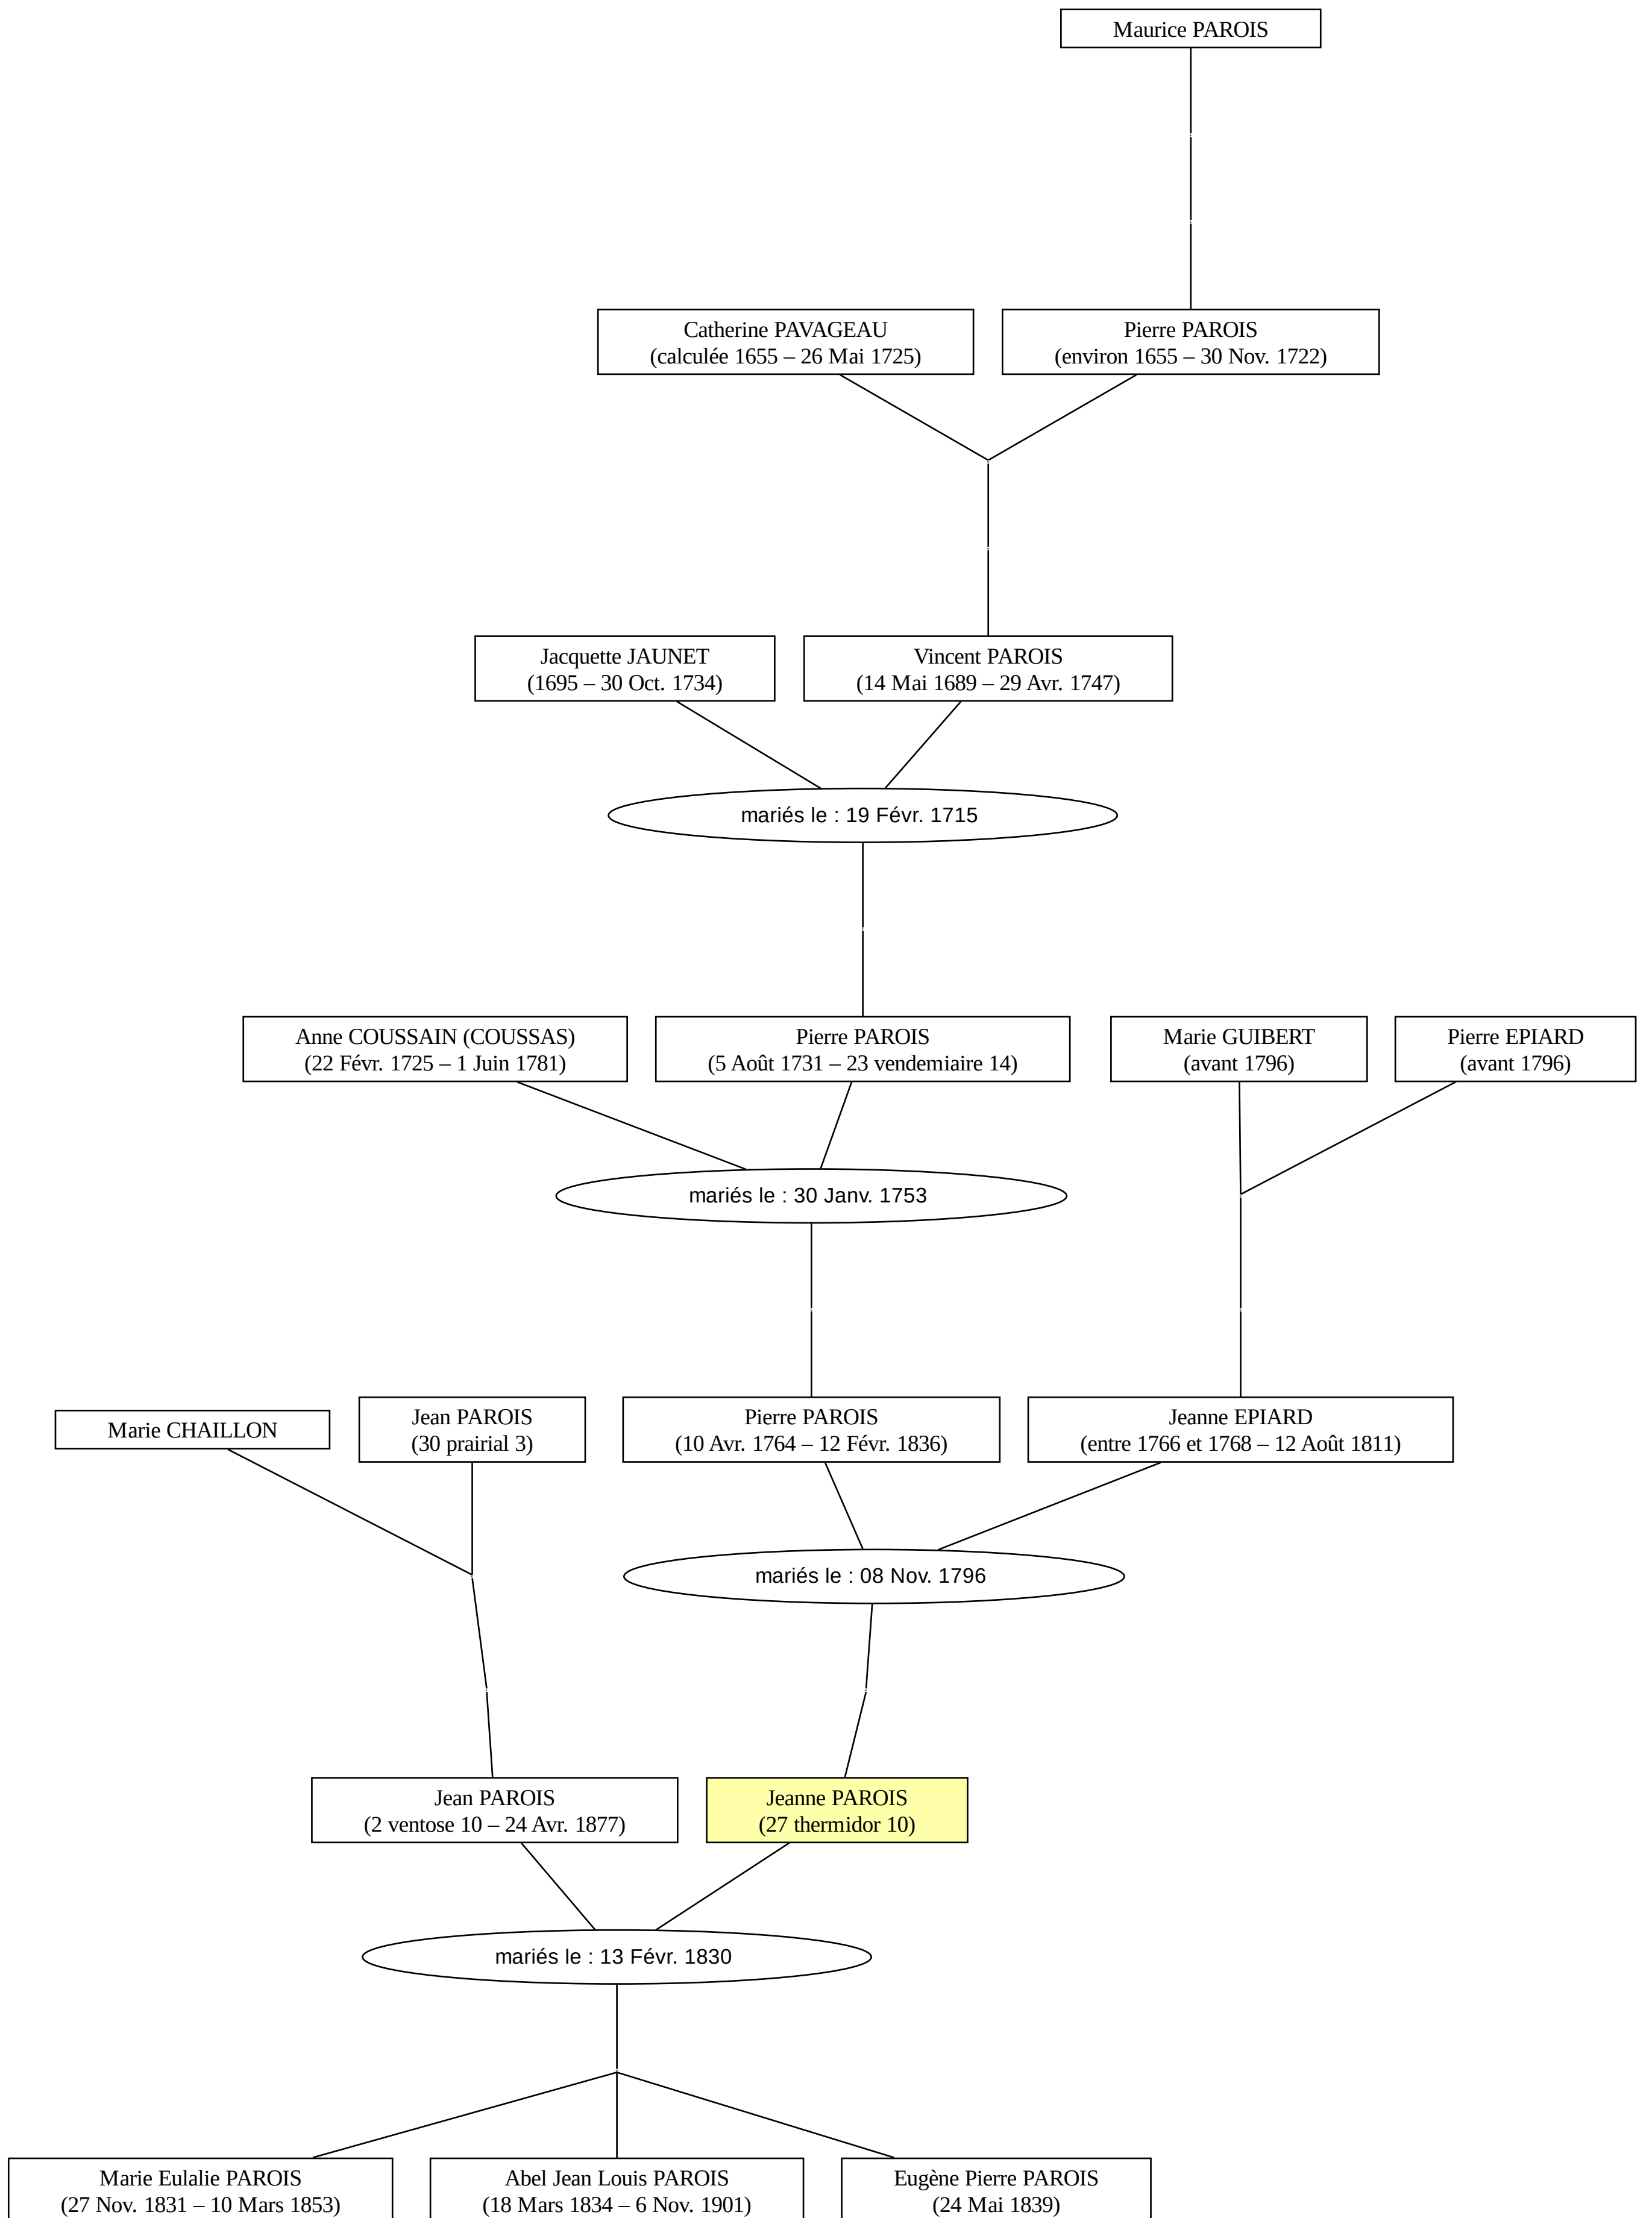 Maurice PAROIS
Catherine PAVAGEAU
(calculée 1655 – 26 Mai 1725)
Pierre PAROIS
(environ 1655 – 30 Nov. 1722)
Jacquette JAUNET
(1695 – 30 Oct. 1734)
Vincent PAROIS
(14 Mai 1689 – 29 Avr. 1747)
mariés le : 19 Févr. 1715
Anne COUSSAIN (COUSSAS)
(22 Févr. 1725 – 1 Juin 1781)
Pierre PAROIS
(5 Août 1731 – 23 vendemiaire 14)
Marie GUIBERT
(avant 1796)
Pierre EPIARD
(avant 1796)
mariés le : 30 Janv. 1753
Marie CHAILLON
Jean PAROIS
(30 prairial 3)
Pierre PAROIS
(10 Avr. 1764 – 12 Févr. 1836)
Jeanne EPIARD
(entre 1766 et 1768 – 12 Août 1811)
mariés le : 08 Nov. 1796
Jean PAROIS
(2 ventose 10 – 24 Avr. 1877)
Jeanne PAROIS
(27 thermidor 10)
mariés le : 13 Févr. 1830
Marie Eulalie PAROIS
(27 Nov. 1831 – 10 Mars 1853)
Abel Jean Louis PAROIS
(18 Mars 1834 – 6 Nov. 1901)
Eugène Pierre PAROIS
(24 Mai 1839)